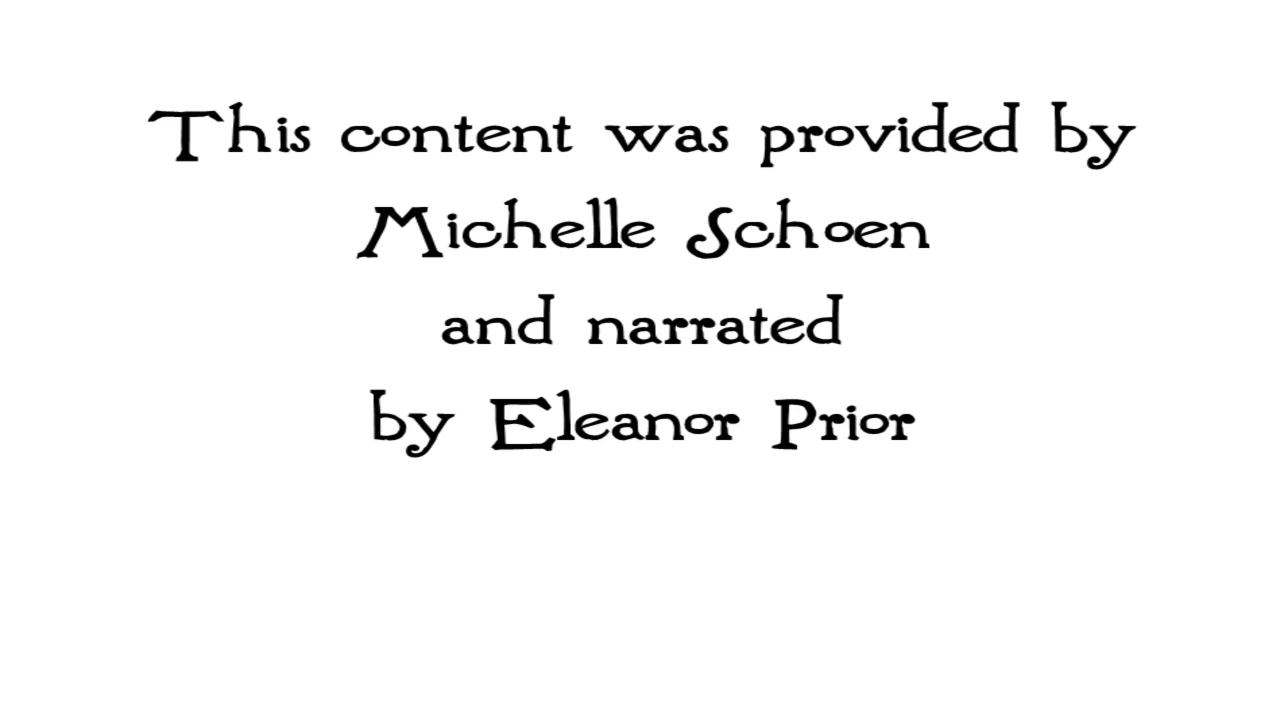 This content was provided by
Michelle Schoen
and narrated
by Eleanor Prior